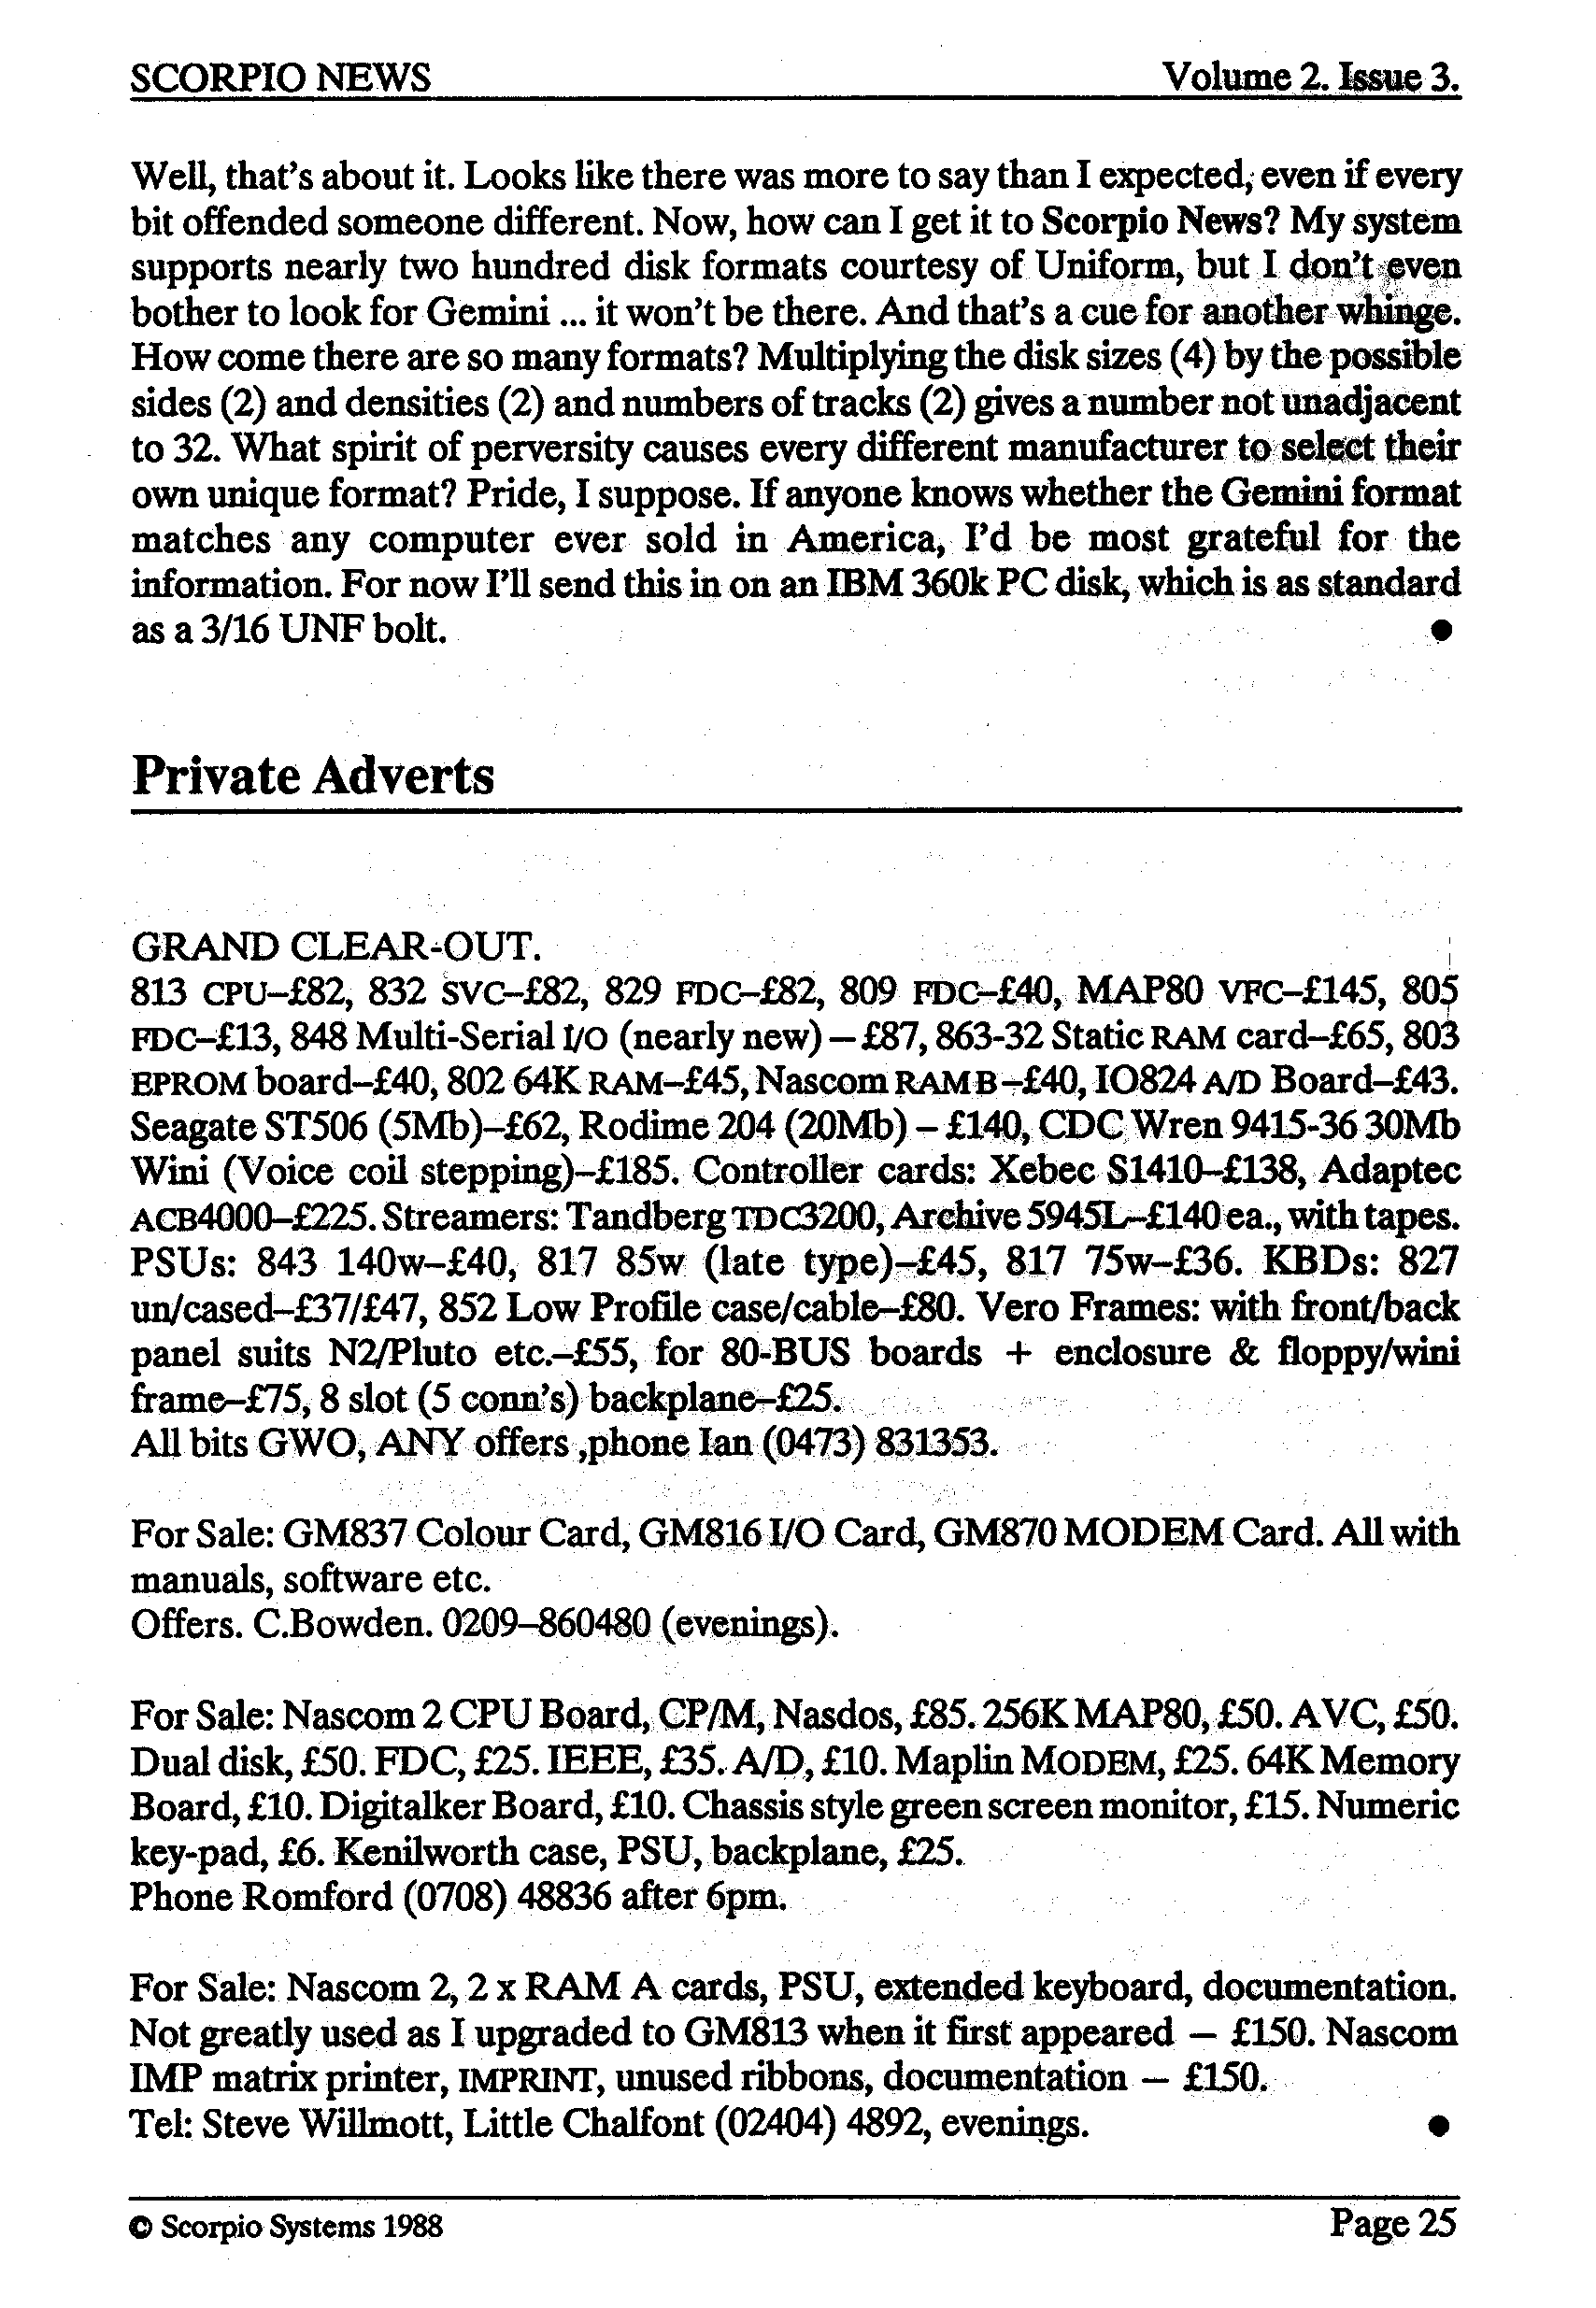 SCORPIO NEWS Volume 2. Issue 3.
Well, that's about it. Looks like there was more to say than I expected, even if every
bit offended someone different. Now, how can I get it to Scorpio News? My system
supports nearly two hundred disk formats courtesy of Uniform, but I don't even
bother to look for Gemini ... it won't be there. And that's a cue for another whinge.
How come there are so many formats? Multiplying the disk sizes (4) by the possible
sides (2) and densities (2) and numbers of tracks (2) gives a number not unadjacent
to 32. What spirit of perversity causes every different manufacturer to select their
own unique format? Pride, I suppose. If anyone knows whether the Gemini format
matches any computer ever sold in America, I'd be most grateful for the
information. For now I'll send this in on an IBM 360k PC disk, which is as standard
as a 3/16 UNF bolt. ●
Private Adverts
GRAND CLEAR-OUT.
813 CPU–£82, 832 SVC–£82, 829 FDC–£82, 809 FDC–£40, MAP80 VFC–£145, 805
FDC–£13, 848 Multi-Serial I/O (nearly new) – £87, 863-32 Static RAM card–£65, 803
EPROM board–£40, 802 64K RAM–£45, Nascom RAM B–£40, IO824 A/D Board–£43.
Seagate ST506 (5Mb)–£62, Rodime 204 (20Mb) – £140, CDC Wren 9415-36 30Mb
Wini (Voice coil stepping)–£185. Controller cards: Xebec S1410–£138, Adaptec
ACB4000–£225. Streamers: Tandberg TDC3200, Archive 5945L–£140 ea., with tapes.
PSUs: 843 140w–£40, 817 85w (late type)–£45, 817 75w–£36. KBDs: 827
un/cased–£37/£47, 852 Low Profile case/cable–£80. Vero Frames: with front/back
panel suits N2/Pluto etc.–£55, for 80-BUS boards + enclosure & floppy/wini
frame–£75, 8 slot (5 conn's) backplane–£25.
All bits GWO, ANY offers ,phone Ian (0473) 831353.
For Sale: GM837 Colour Card, GM816 I/O Card, GM870 MODEM Card. All with
manuals, software etc.
Offers. C.Bowden. 0209–860480 (evenings).
For Sale: Nascom 2 CPU Board, CP/M, Nasdos, £85. 256K MAP80, £50. AVC, £50.
Dual disk, £50. FDC, £25. IEEE, £35. A/D, £10. Maplin MODEM, £25. 64K Memory
Board, £10. Digitalker Board, £10. Chassis style green screen monitor, £15. Numeric
key-pad, £6. Kenilworth case, PSU, backplane, £25.
Phone Romford (0708) 48836 after 6pm.
For Sale: Nascom 2, 2 x RAM A cards, PSU, extended keyboard, documentation.
Not greatly used as I upgraded to GM813 when it first appeared – £150. Nascom
IMP matrix printer, IMPRINT, unused ribbons, documentation – £150.
Tel: Steve Willmott, Little Chalfont (02404) 4892, evenings. ●
© Scorpio Systems 1988 Page 25